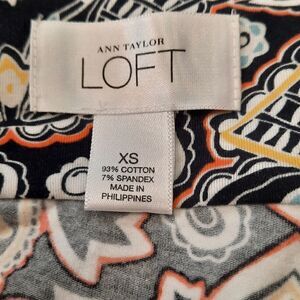 ANN TAYLOR
LOFT
XS
93% COTTON
7% SPANDEX
MADE IN
PHILIPPINES